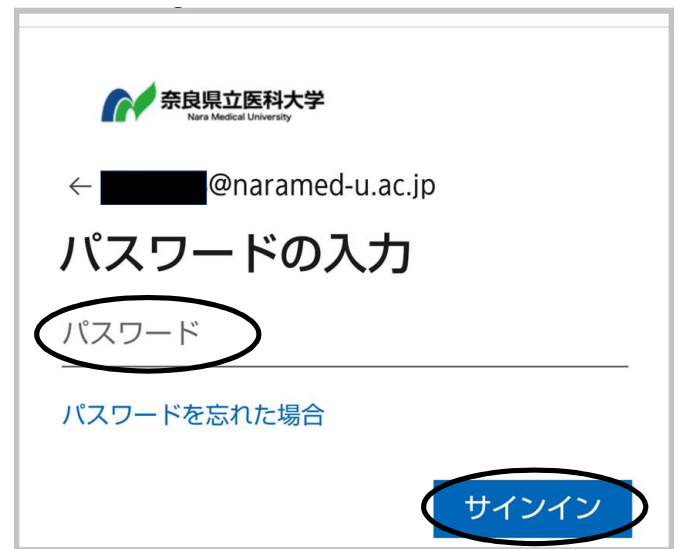 奈良県立医科大学
Nara Medical University
← @naramed-u.ac.jp
パスワードの入力
パスワード
パスワードを忘れた場合
サインイン